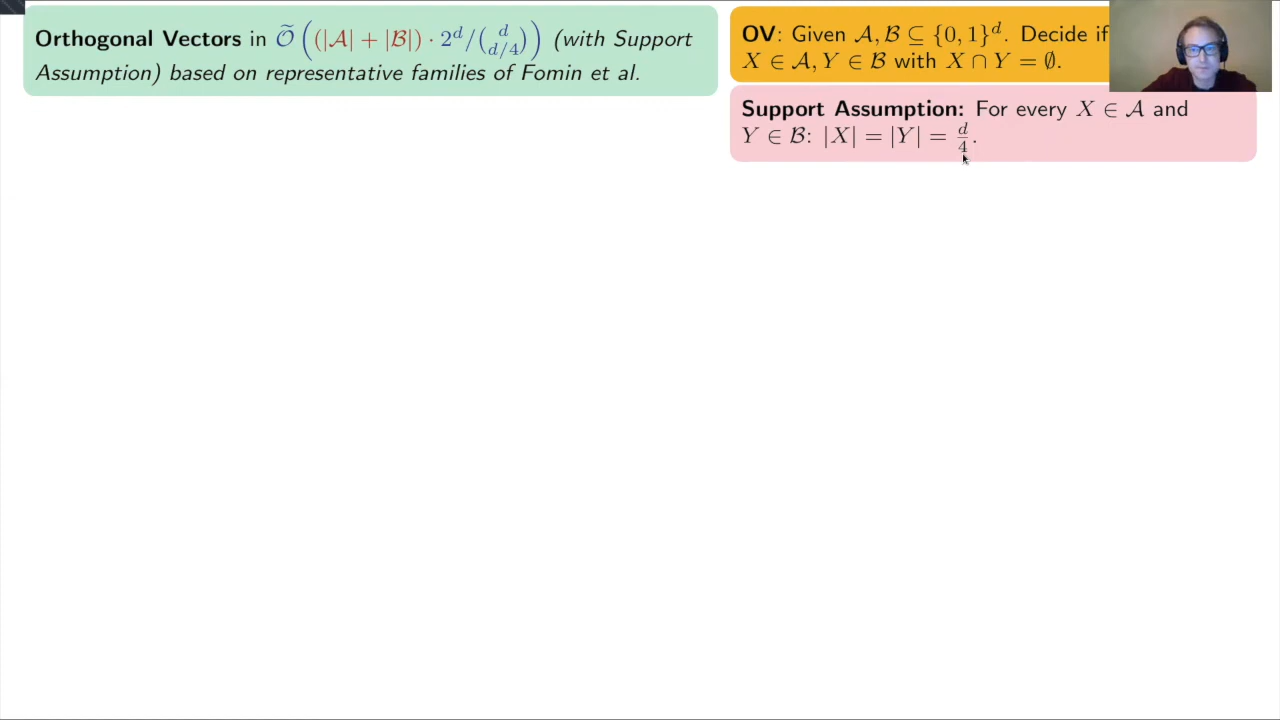 Orthogonal Vectors in Õ((|𝒜| + |ℬ|) · 2^d/\binom{d}{d/4}) (with Support
Assumption) based on representative families of Fomin et al.
OV: Given 𝒜, ℬ ⊆ {0, 1}^d. Decide if
X ∈ 𝒜, Y ∈ ℬ with X ∩ Y = ∅.
Support Assumption: For every X ∈ 𝒜 and
Y ∈ ℬ: |X| = |Y| = d/4.